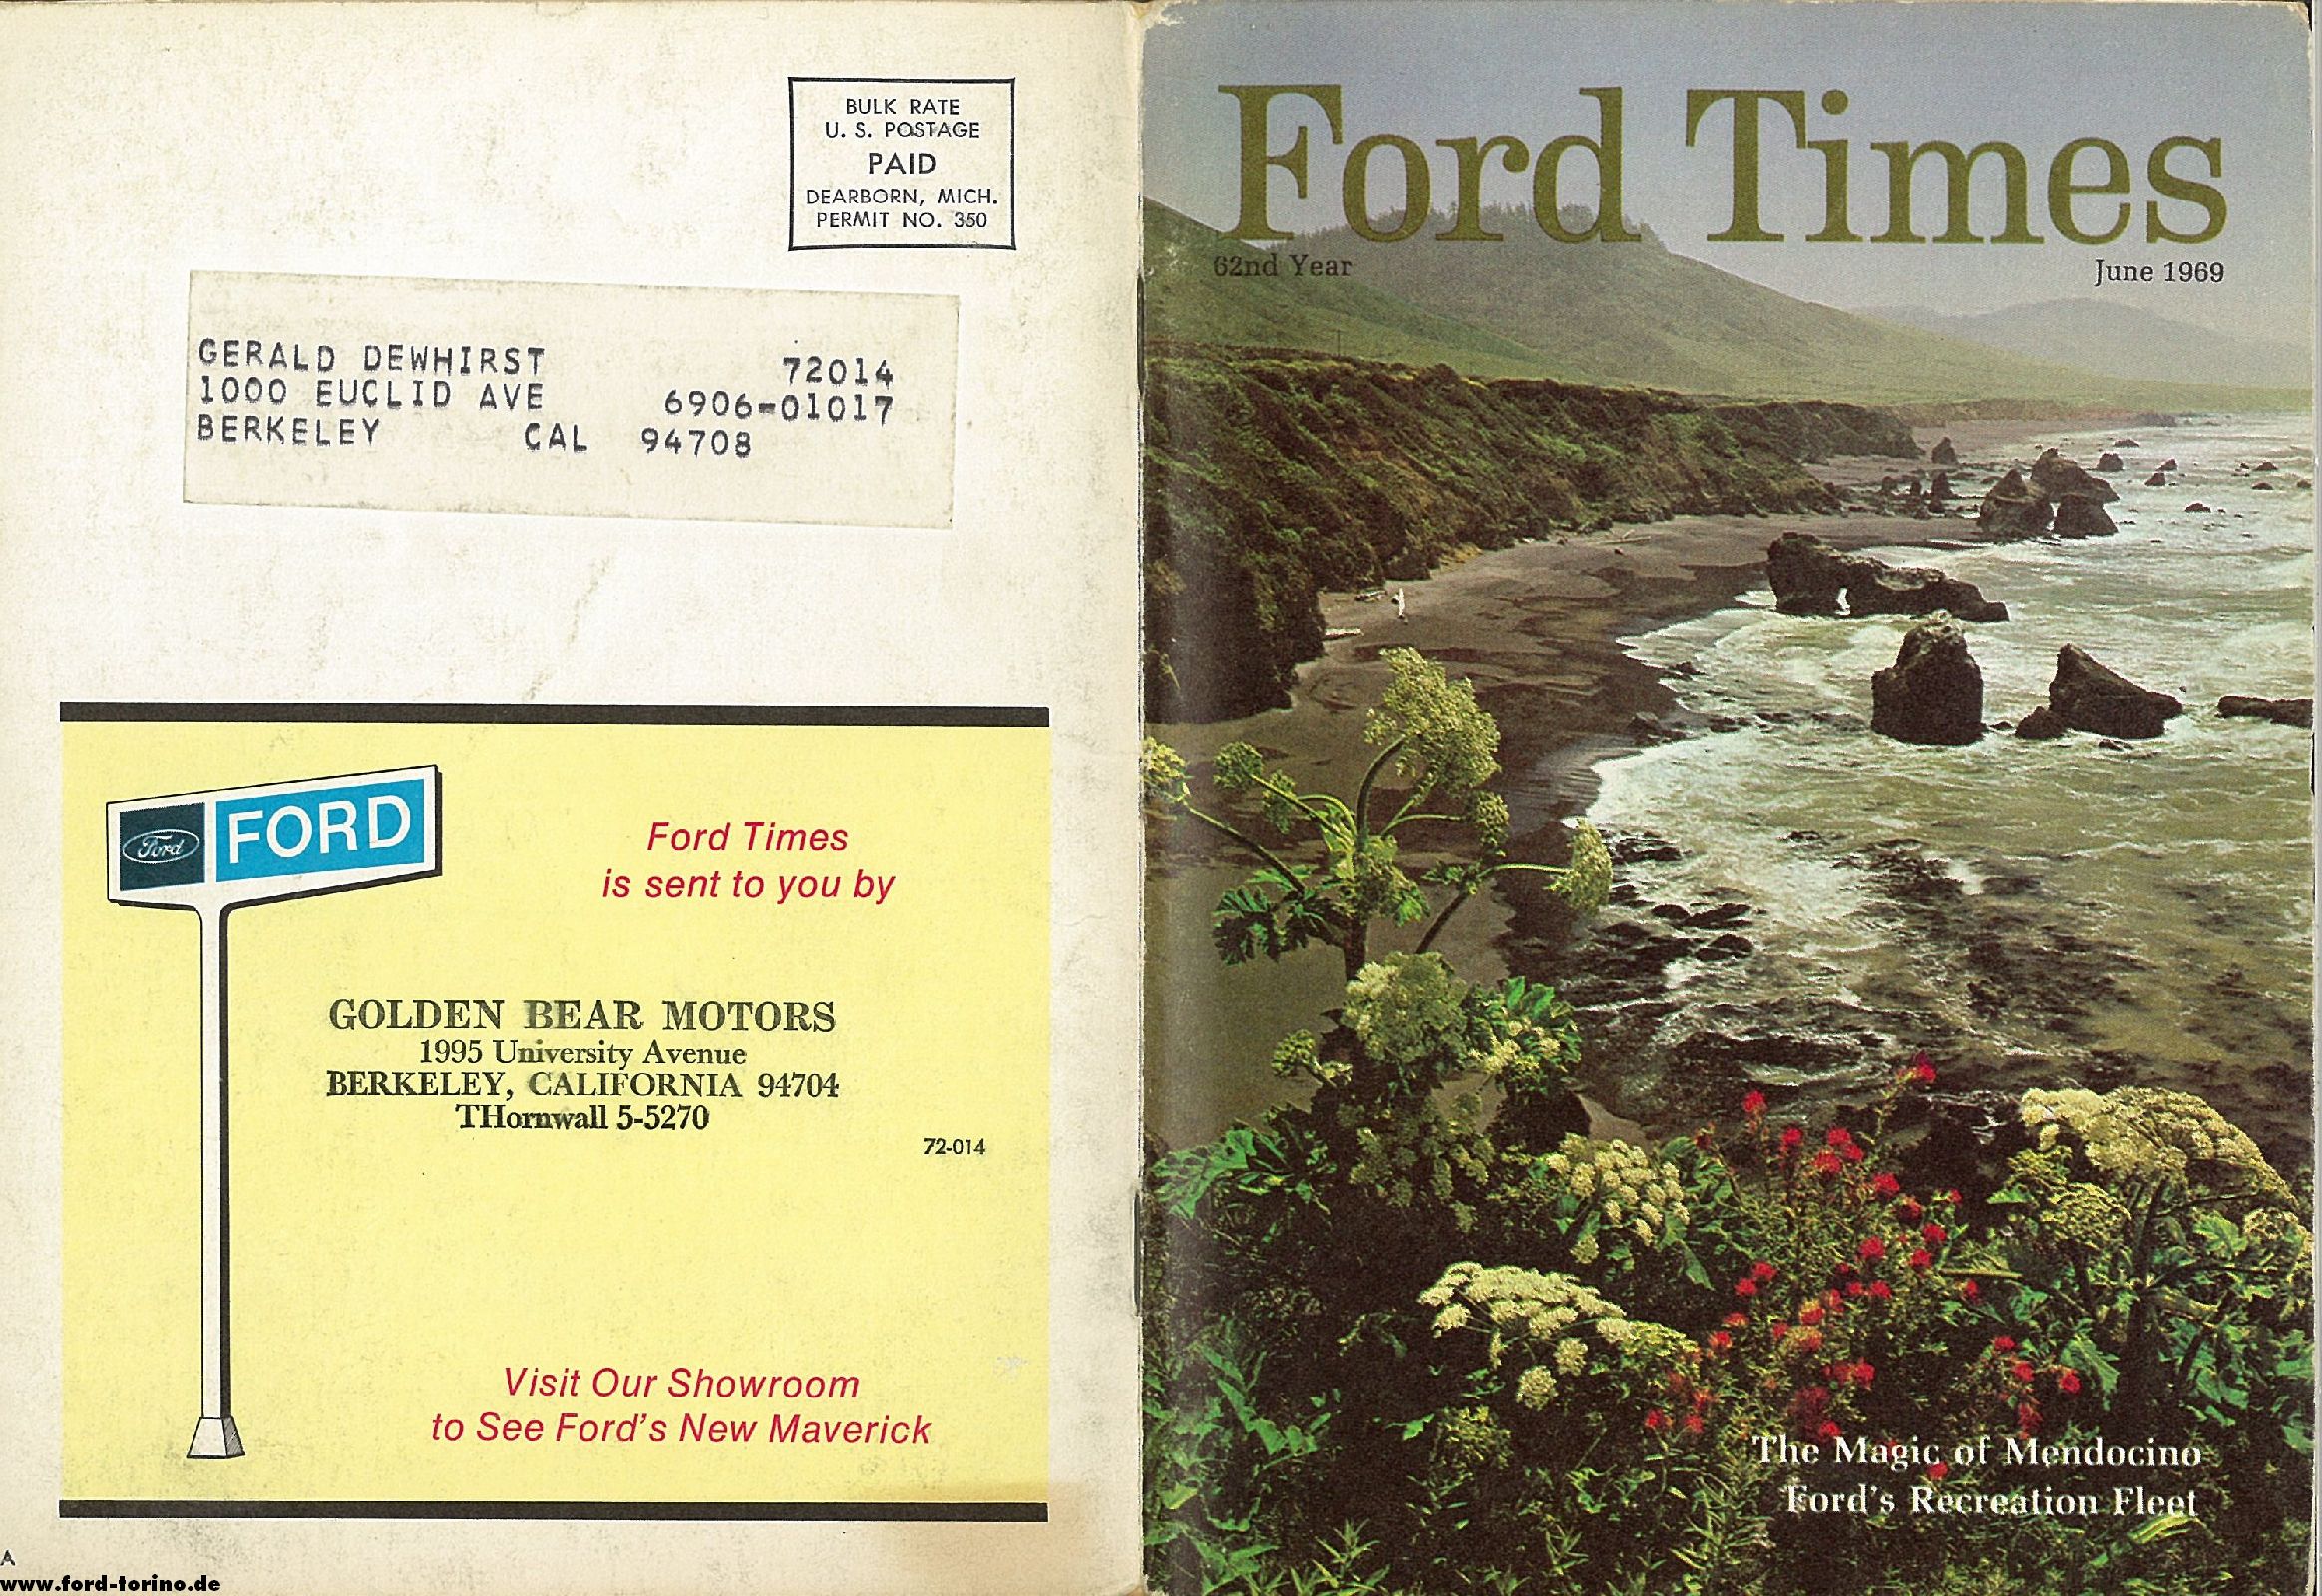 BULK RATE
U. S. POSTAGE
PAID
DEARBORN, MICH.
PERMIT NO. 350
GERALD DEWHIRST 72014
1000 EUCLID AVE 6906-01017
BERKELEY CAL 94708
Ford FORD
Ford Times
is sent to you by
GOLDEN BEAR MOTORS
1995 University Avenue
BERKELEY, CALIFORNIA 94704
THornwall 5-5270
72-014
Visit Our Showroom
to See Ford's New Maverick
A
www.ford-torino.de
Ford Times
62nd Year June 1969
The Magic of Mendocino
Ford's Recreation Fleet